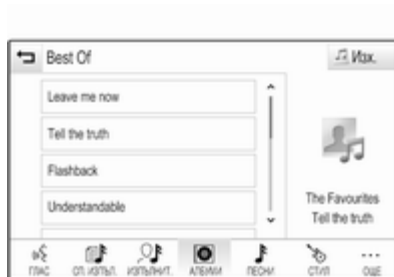 Best Of
Изх.
Leave me now
Tell the truth
Flashback
Understandable
The Favourites
Tell the truth
ГЛАС СП. ИЗПЪЛ. ИЗПЪЛНИТ. АЛБУМИ ПЕСНИ СТИЛ ОЩЕ